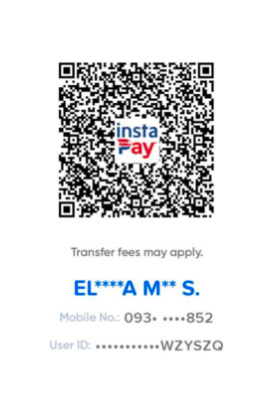 insta
Pay
Transfer fees may apply.
EL****A M** S.
Mobile No.: 093• ••••852
User ID: •••••••••••WZYSZQ